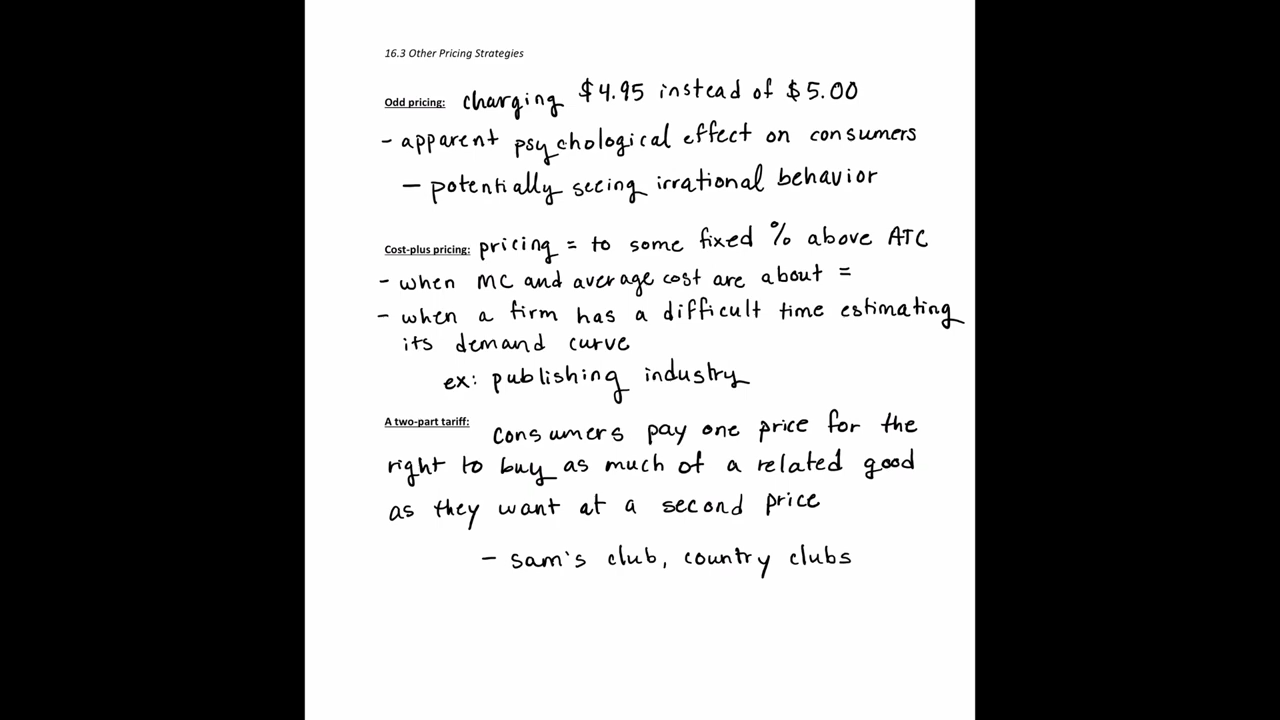 16.3 Other Pricing Strategies
Odd pricing: charging $4.95 instead of $5.00
- apparent psychological effect on consumers
- potentially seeing irrational behavior
Cost-plus pricing: pricing = to some fixed % above ATC
- when MC and average cost are about =
- when a firm has a difficult time estimating
its demand curve
ex: publishing industry
A two-part tariff: consumers pay one price for the
right to buy as much of a related good
as they want at a second price
- sam's club, country clubs